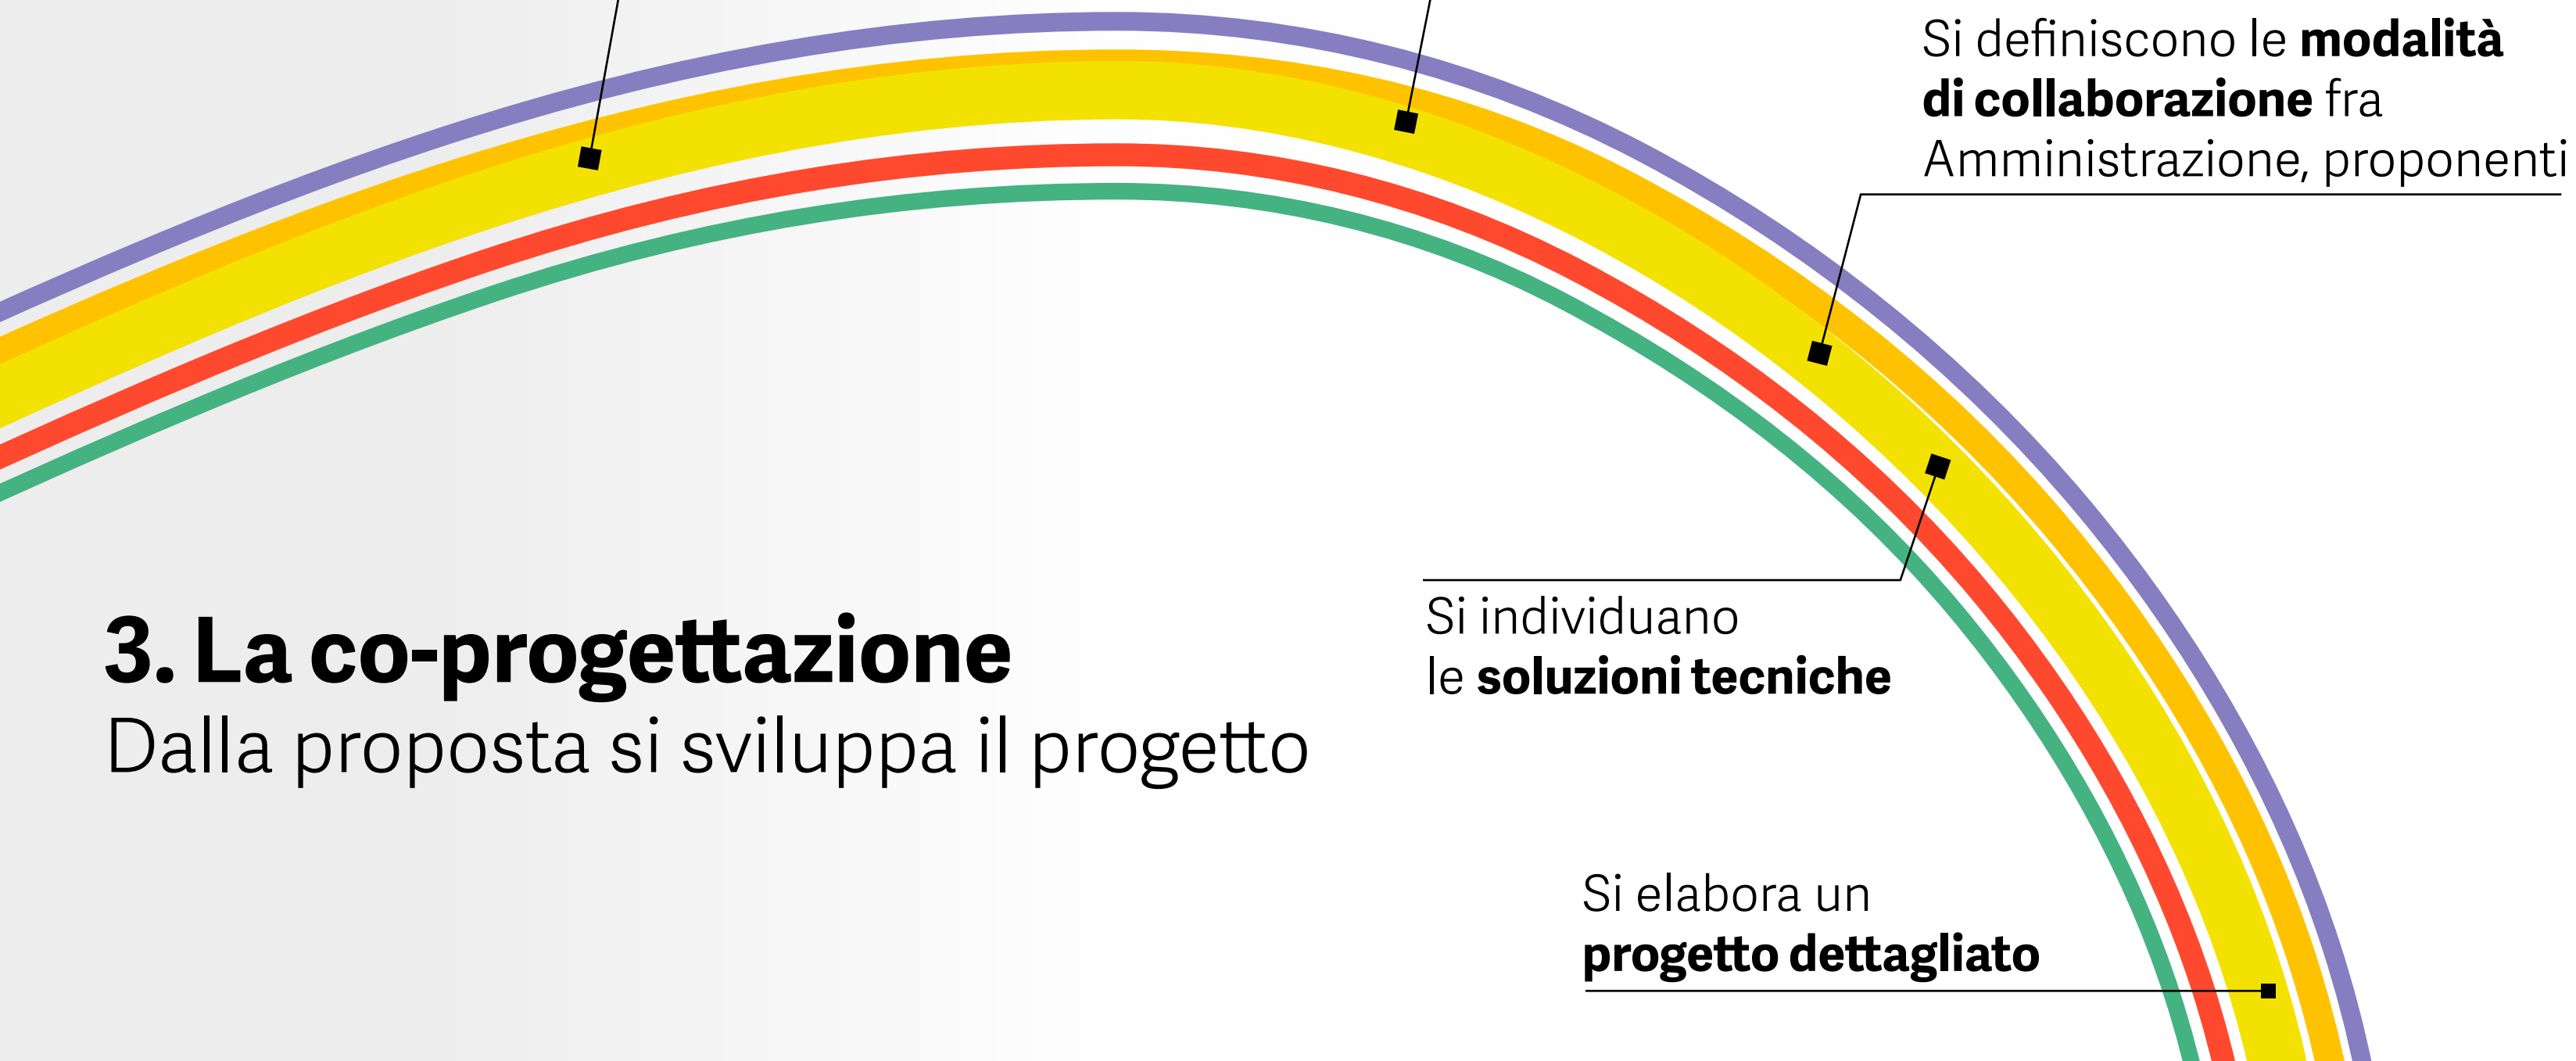 Si definiscono le modalità
di collaborazione fra
Amministrazione, proponenti
3. La co-progettazione
Dalla proposta si sviluppa il progetto
Si individuano
le soluzioni tecniche
Si elabora un
progetto dettagliato